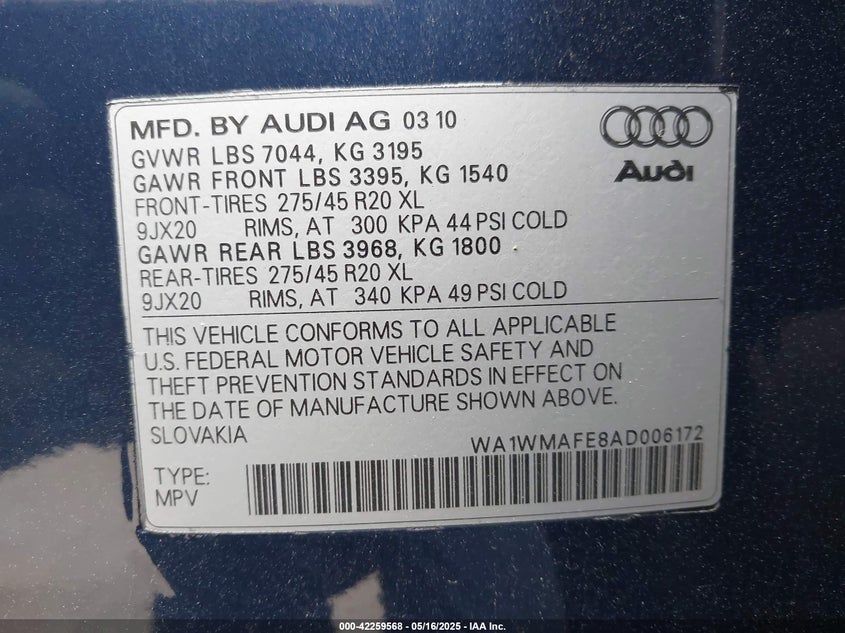 MFD. BY AUDI AG 03 10
GVWR LBS 7044, KG 3195
GAWR FRONT LBS 3395, KG 1540
FRONT-TIRES 275/45 R20 XL
9JX20 RIMS, AT 300 KPA 44 PSI COLD
GAWR REAR LBS 3968, KG 1800
REAR-TIRES 275/45 R20 XL
9JX20 RIMS, AT 340 KPA 49 PSI COLD
Audi
THIS VEHICLE CONFORMS TO ALL APPLICABLE
U.S. FEDERAL MOTOR VEHICLE SAFETY AND
THEFT PREVENTION STANDARDS IN EFFECT ON
THE DATE OF MANUFACTURE SHOWN ABOVE.
SLOVAKIA
WA1WMAFE8AD006172
TYPE:
MPV
000-42259568 - 05/16/2025 - IAA Inc.